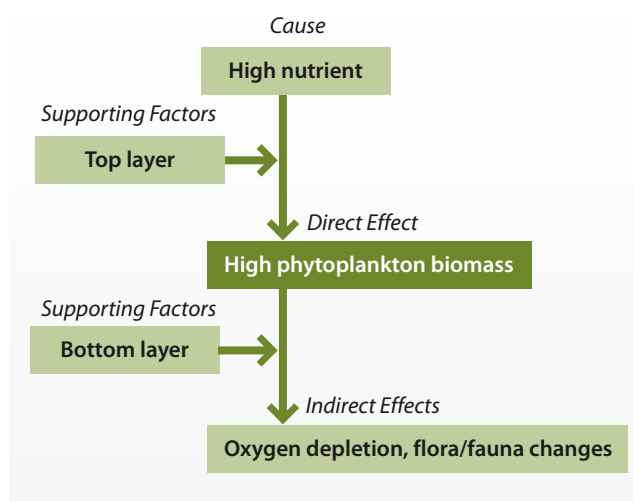 Cause
High nutrient
Supporting Factors
Top layer
Direct Effect
High phytoplankton biomass
Supporting Factors
Bottom layer
Indirect Effects
Oxygen depletion, flora/fauna changes